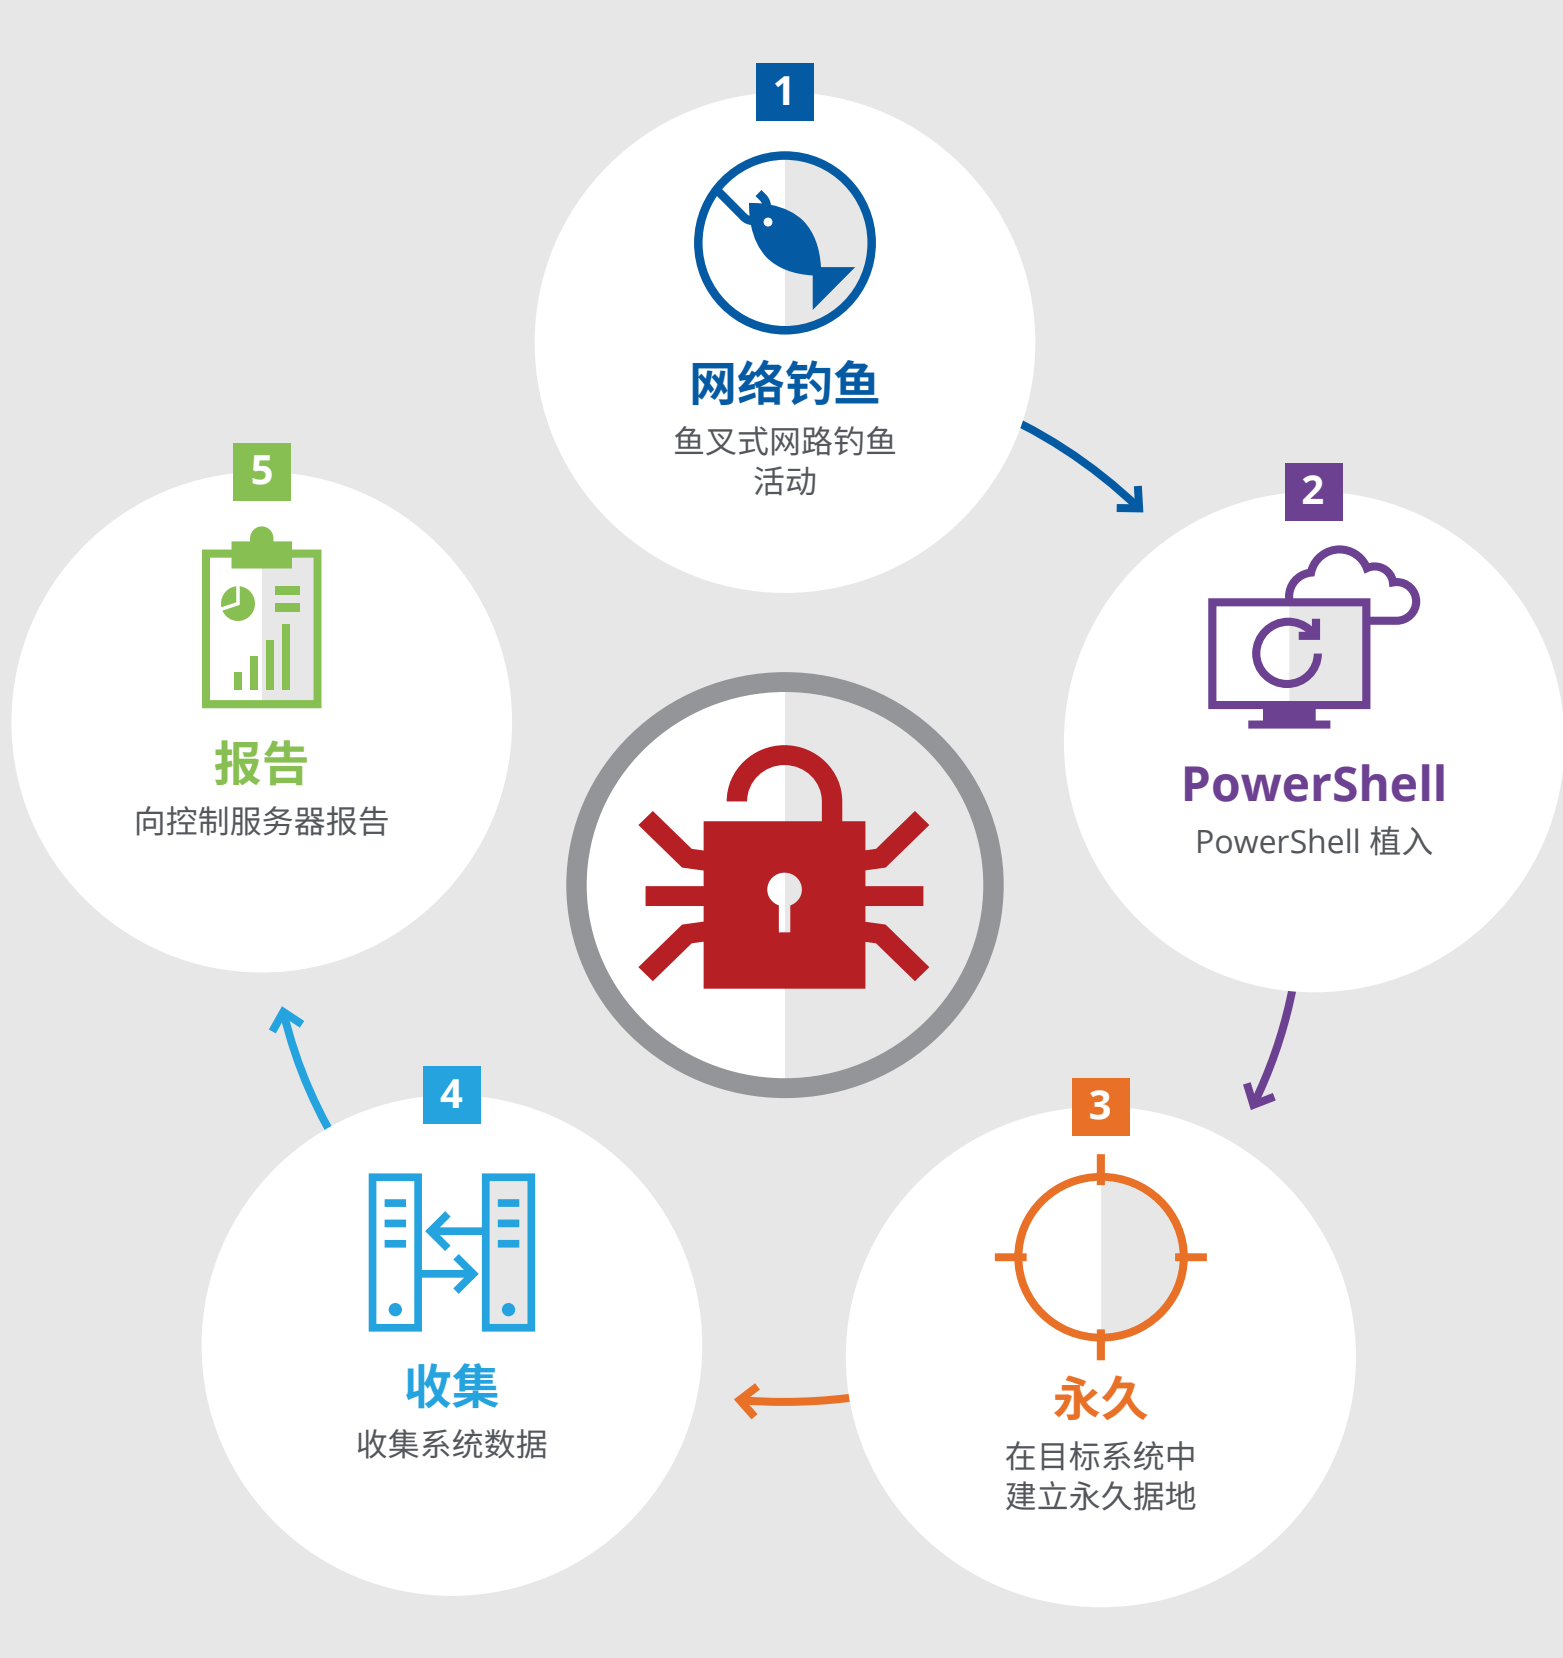 1
网络钓鱼
鱼叉式网路钓鱼
活动
2
PowerShell
PowerShell 植入
3
永久
在目标系统中
建立永久据地
4
收集
收集系统数据
5
报告
向控制服务器报告